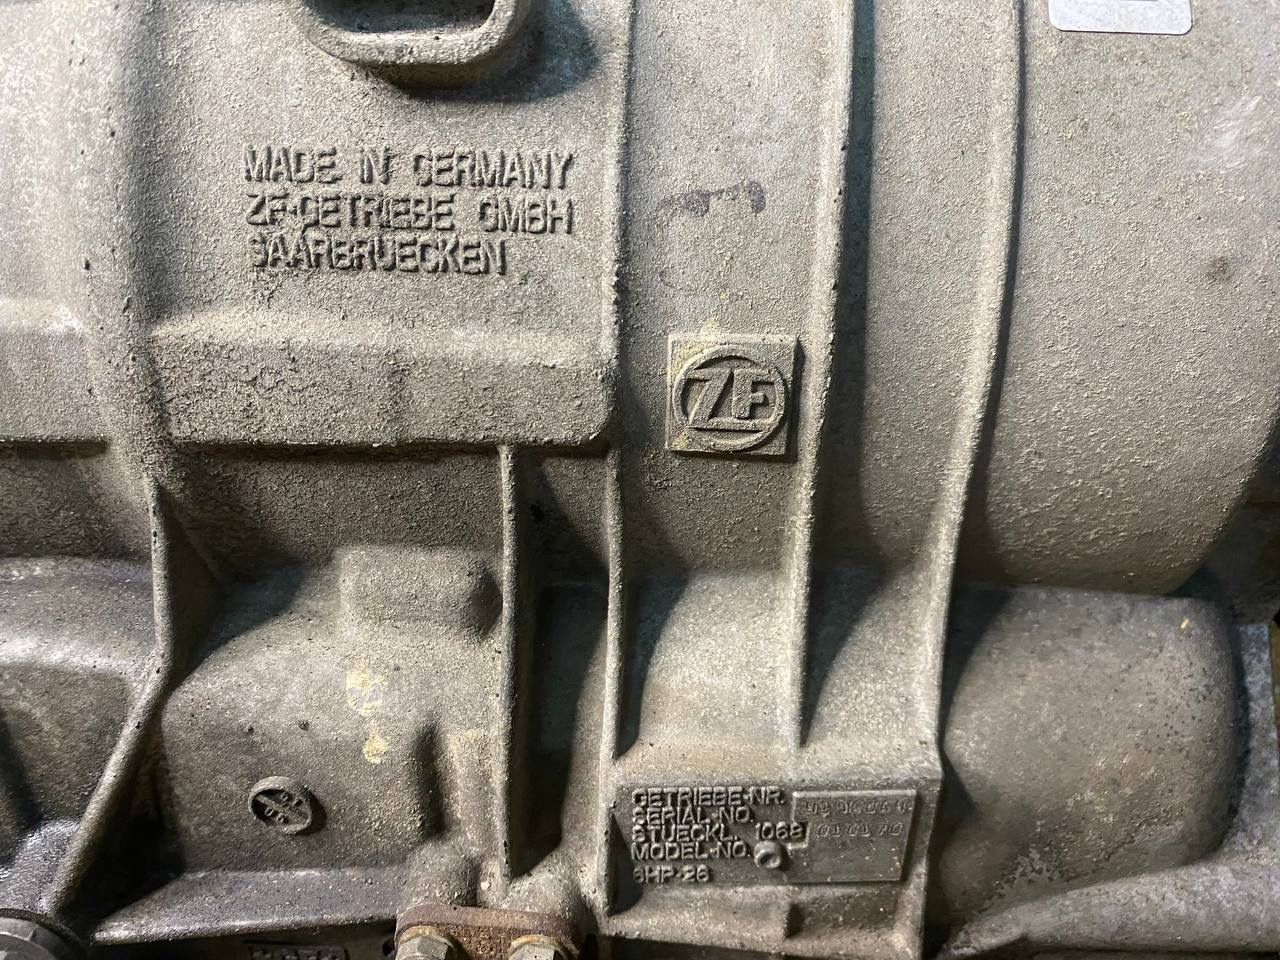 MADE IN GERMANY
ZF-GETRIEBE GMBH
SAARBRUECKEN
ZF
GETRIEBE-NR.
SERIAL-NO.
STUECKL. 1068
MODEL-NO.
6HP-26